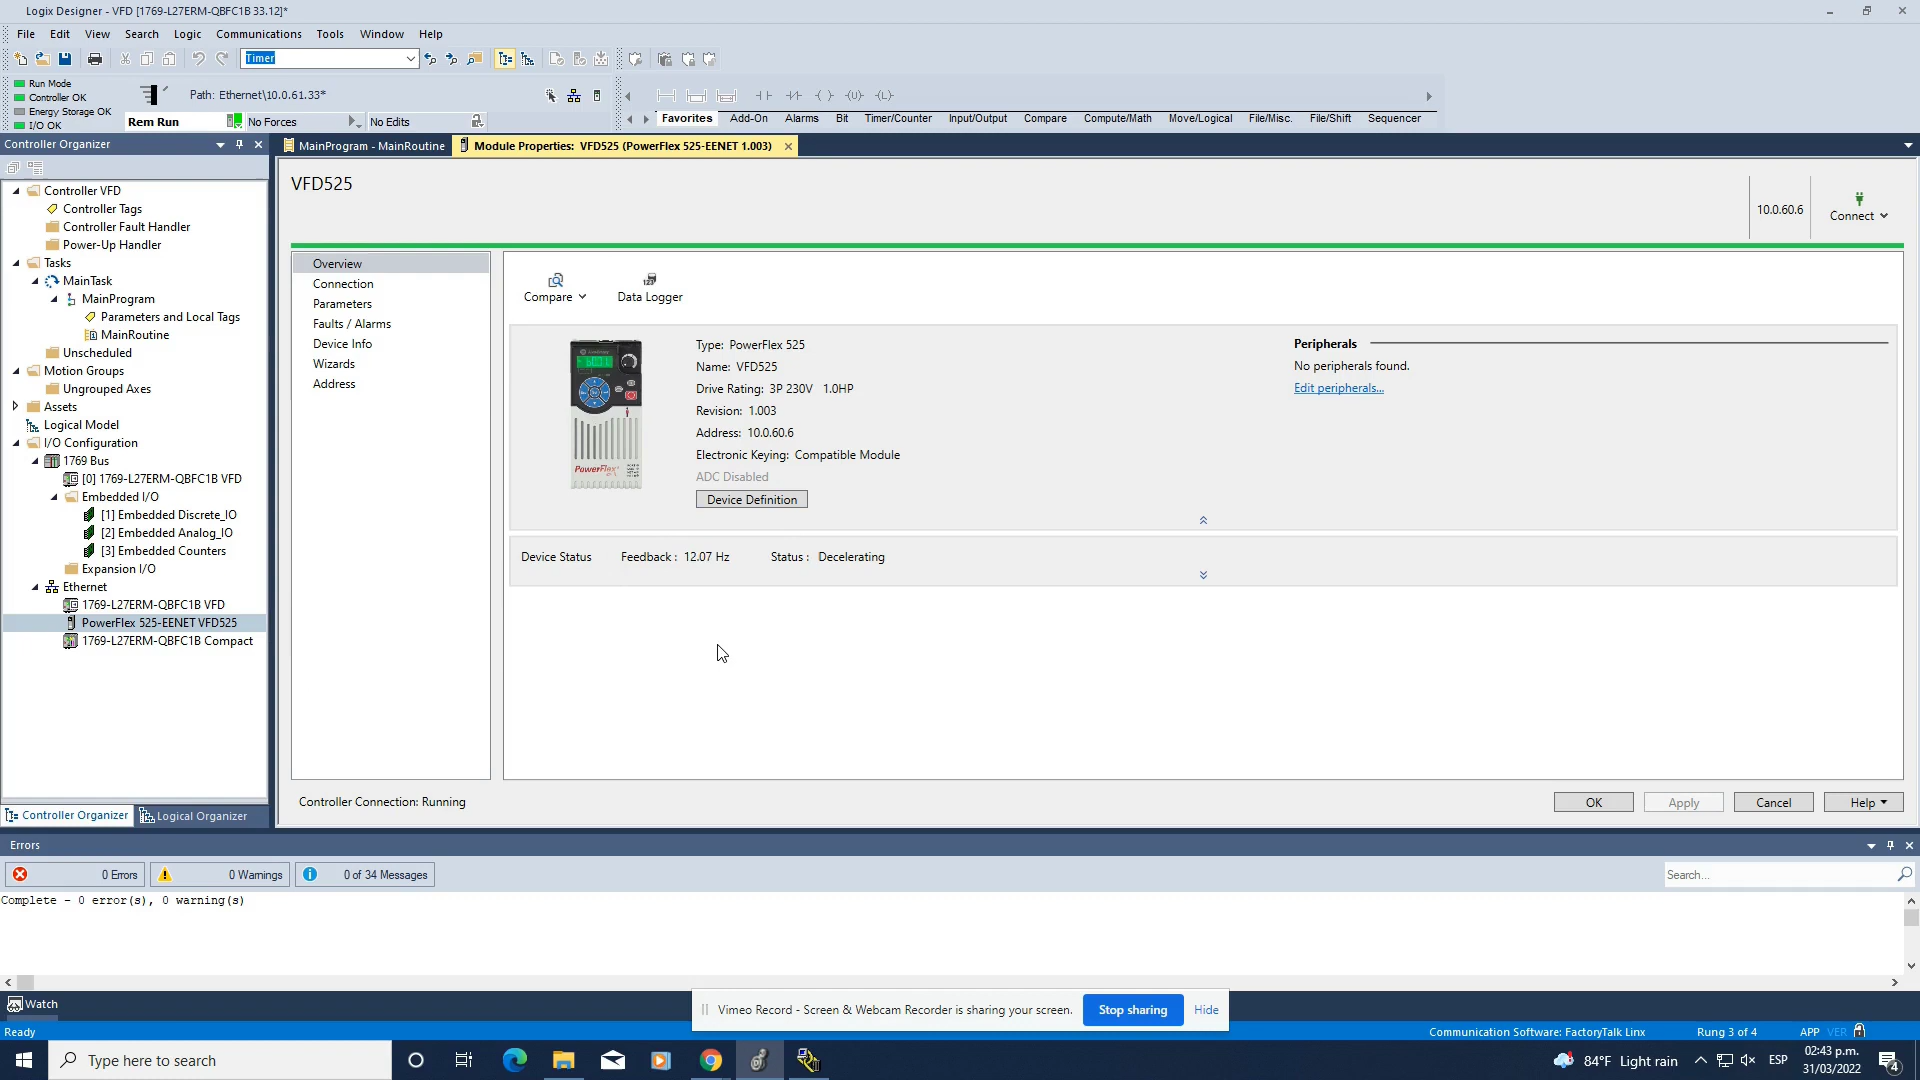 Logix Designer - VFD [1769-L27ERM-QBFC1B 33.12]*
File Edit View Search Logic Communications Tools Window Help
Timer
Run Mode
Controller OK
Energy Storage OK
I/O OK
Path: Ethernet\10.0.61.33*
Rem Run No Forces No Edits
Favorites Add-On Alarms Bit Timer/Counter Input/Output Compare Compute/Math Move/Logical File/Misc. File/Shift Sequencer
Controller Organizer
MainProgram - MainRoutine
Module Properties: VFD525 (PowerFlex 525-EENET 1.003)
Controller VFD
Controller Tags
Controller Fault Handler
Power-Up Handler
Tasks
MainTask
MainProgram
Parameters and Local Tags
MainRoutine
Unscheduled
Motion Groups
Ungrouped Axes
Assets
Logical Model
I/O Configuration
1769 Bus
[0] 1769-L27ERM-QBFC1B VFD
Embedded I/O
[1] Embedded Discrete_IO
[2] Embedded Analog_IO
[3] Embedded Counters
Expansion I/O
Ethernet
1769-L27ERM-QBFC1B VFD
PowerFlex 525-EENET VFD525
1769-L27ERM-QBFC1B Compact
Controller Organizer Logical Organizer
VFD525
10.0.60.6
Connect
Overview
Connection
Parameters
Faults / Alarms
Device Info
Wizards
Address
Compare
Data Logger
PowerFlex
Type: PowerFlex 525
Name: VFD525
Drive Rating: 3P 230V 1.0HP
Revision: 1.003
Address: 10.0.60.6
Electronic Keying: Compatible Module
ADC Disabled
Device Definition
Peripherals
No peripherals found.
Edit peripherals...
Device Status Feedback : 12.07 Hz Status : Decelerating
Controller Connection: Running
OK Apply Cancel Help
Errors
0 Errors 0 Warnings 0 of 34 Messages
Search...
Complete - 0 error(s), 0 warning(s)
Watch
Vimeo Record - Screen & Webcam Recorder is sharing your screen. Stop sharing Hide
Ready
Communication Software: FactoryTalk Linx Rung 3 of 4 APP VER
Type here to search
84°F Light rain
ESP
02:43 p.m.
31/03/2022
4